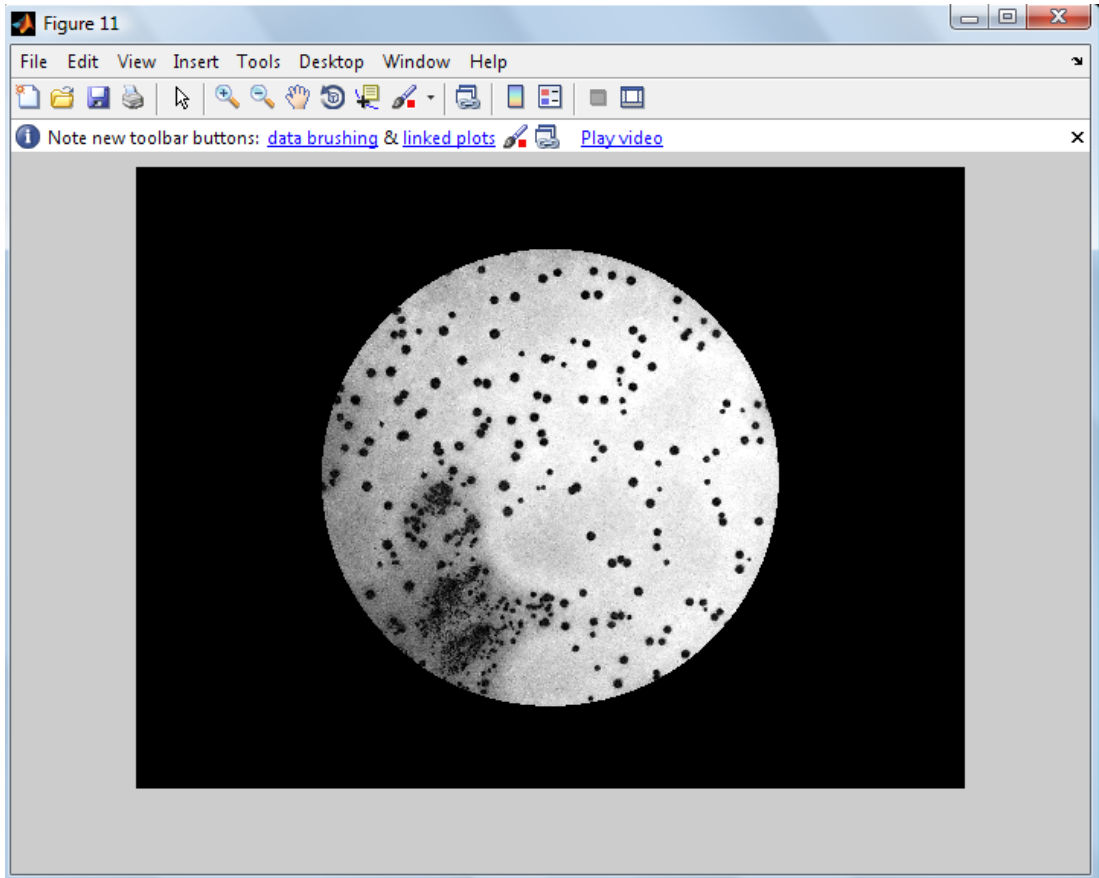 Figure 11
File Edit View Insert Tools Desktop Window Help
Note new toolbar buttons: data brushing & linked plots Play video